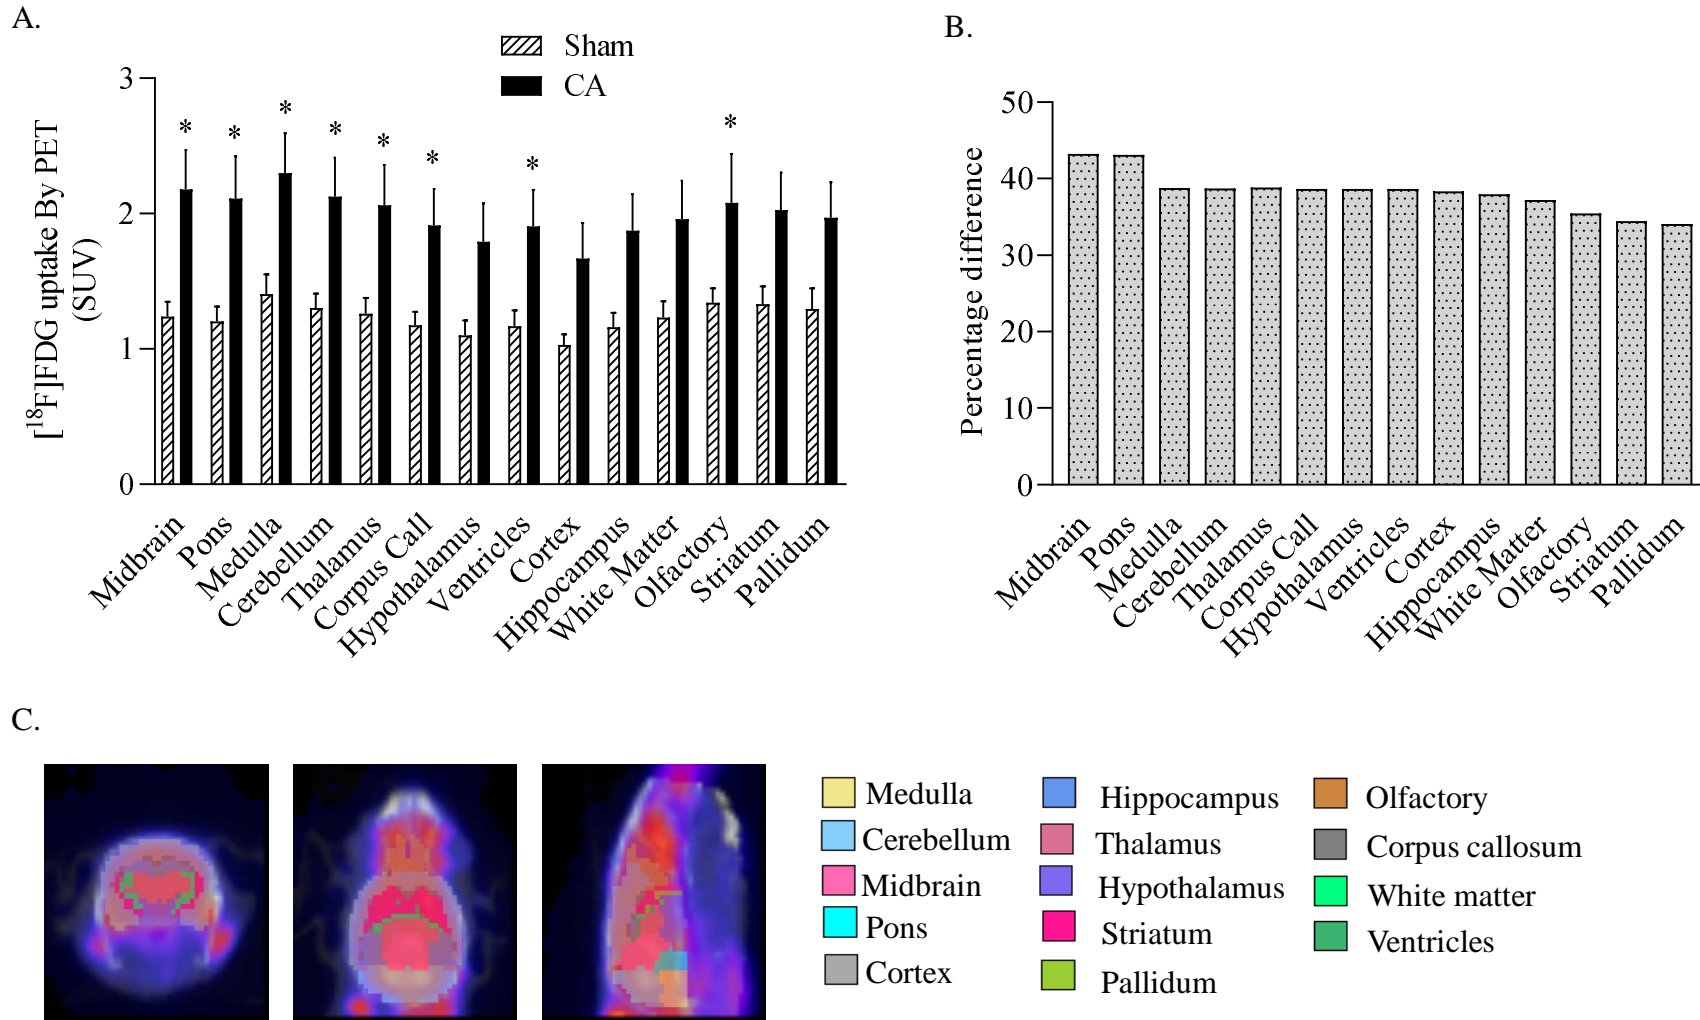 A.
Sham
CA
3
2
1
0
[¹⁸F]FDG uptake By PET
(SUV)
* * * * * * * *
Midbrain
Pons
Medulla
Cerebellum
Thalamus
Corpus Call
Hypothalamus
Ventricles
Cortex
Hippocampus
White Matter
Olfactory
Striatum
Pallidum
B.
50
40
30
20
10
0
Percentage difference
Midbrain
Pons
Medulla
Cerebellum
Thalamus
Corpus Call
Hypothalamus
Ventricles
Cortex
Hippocampus
White Matter
Olfactory
Striatum
Pallidum
C.
Medulla
Cerebellum
Midbrain
Pons
Cortex
Hippocampus
Thalamus
Hypothalamus
Striatum
Pallidum
Olfactory
Corpus callosum
White matter
Ventricles